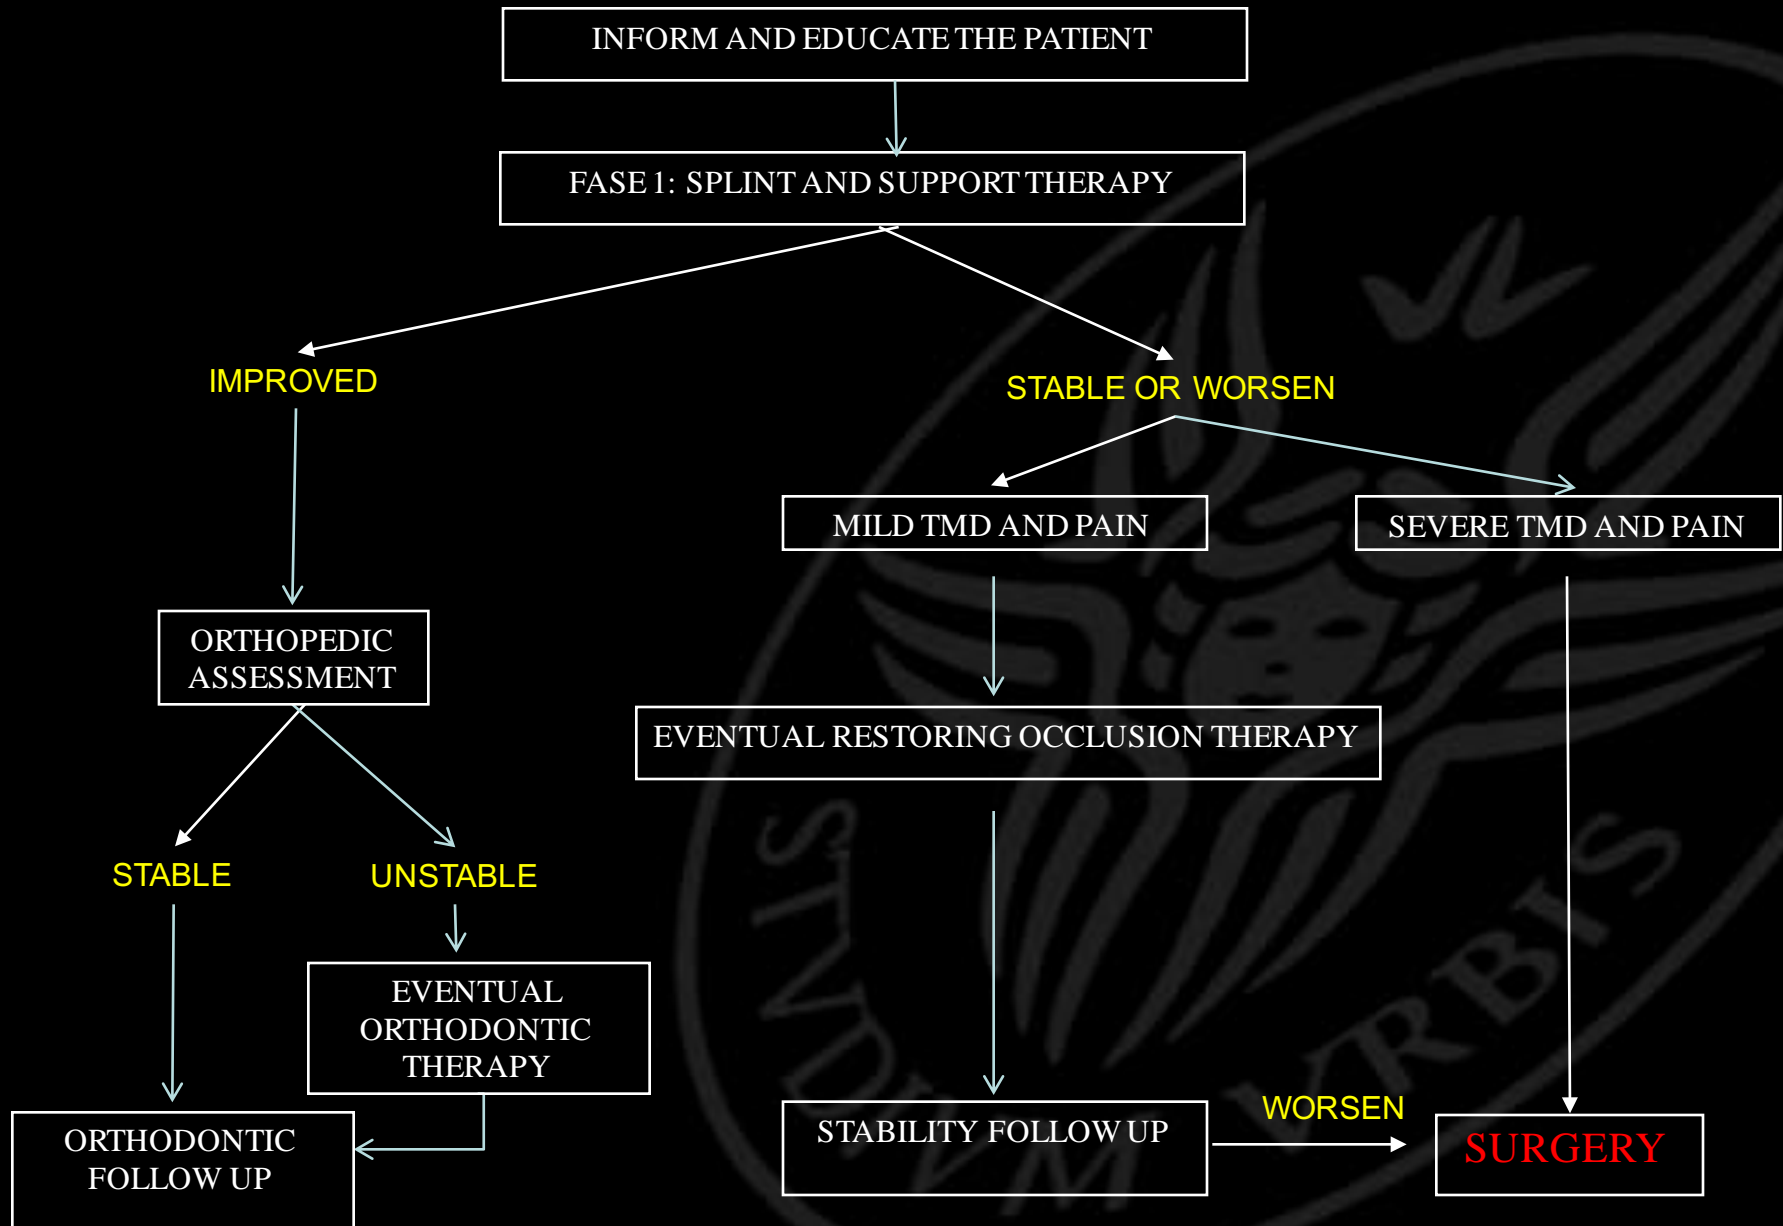 INFORM AND EDUCATE THE PATIENT
FASE 1: SPLINT AND SUPPORT THERAPY
IMPROVED
STABLE OR WORSEN
MILD TMD AND PAIN
SEVERE TMD AND PAIN
ORTHOPEDIC
ASSESSMENT
EVENTUAL RESTORING OCCLUSION THERAPY
STABLE
UNSTABLE
EVENTUAL
ORTHODONTIC
THERAPY
ORTHODONTIC
FOLLOW UP
STABILITY FOLLOW UP
WORSEN
SURGERY
STVDIVM VRBIS